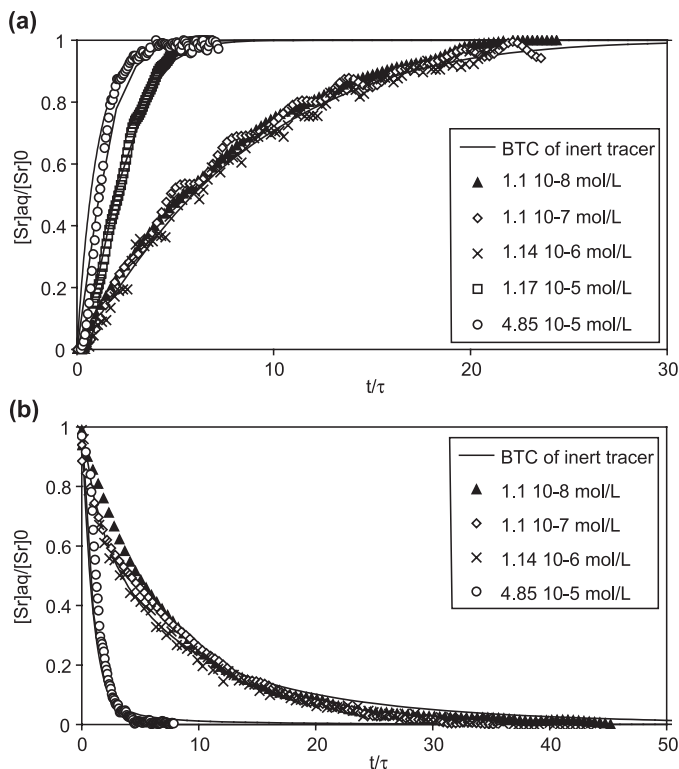 (a)
1
0.8
0.6
0.4
0.2
0
[Sr]aq/[Sr]0
BTC of inert tracer
1.1 10-8 mol/L
1.1 10-7 mol/L
1.14 10-6 mol/L
1.17 10-5 mol/L
4.85 10-5 mol/L
0 10 20 30
t/τ
(b)
1
0.8
0.6
0.4
0.2
0
[Sr]aq/[Sr]0
BTC of inert tracer
1.1 10-8 mol/L
1.1 10-7 mol/L
1.14 10-6 mol/L
4.85 10-5 mol/L
0 10 20 30 40 50
t/τ